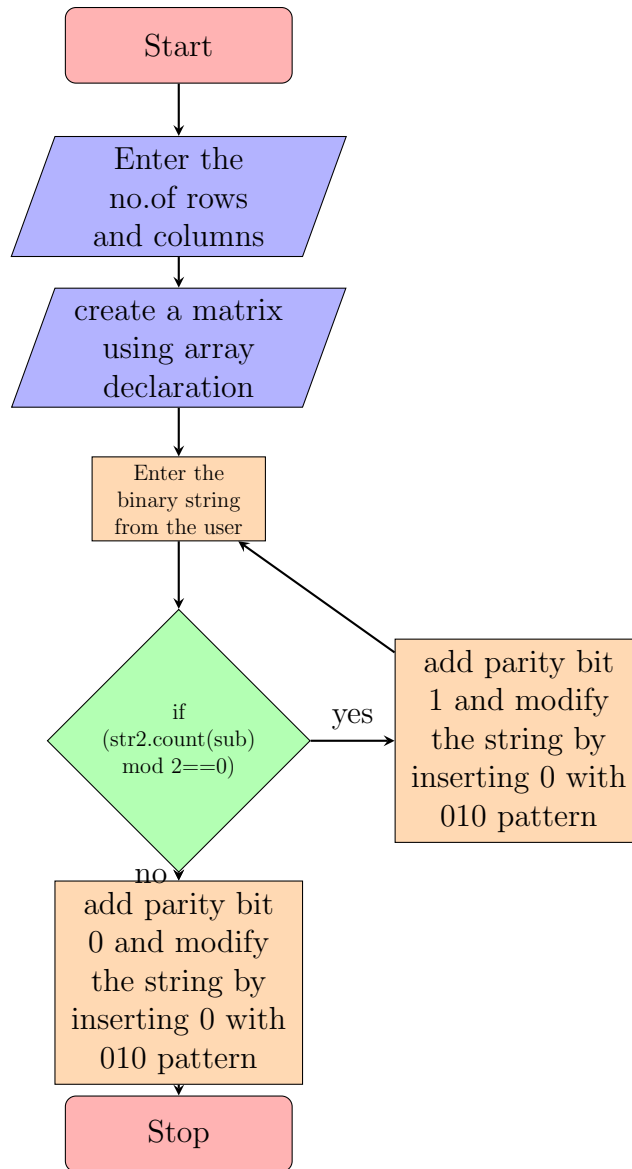 Start
Enter the
no.of rows
and columns
create a matrix
using array
declaration
Enter the
binary string
from the user
if
(str2.count(sub)
mod 2==0)
yes
add parity bit
1 and modify
the string by
inserting 0 with
010 pattern
no
add parity bit
0 and modify
the string by
inserting 0 with
010 pattern
Stop